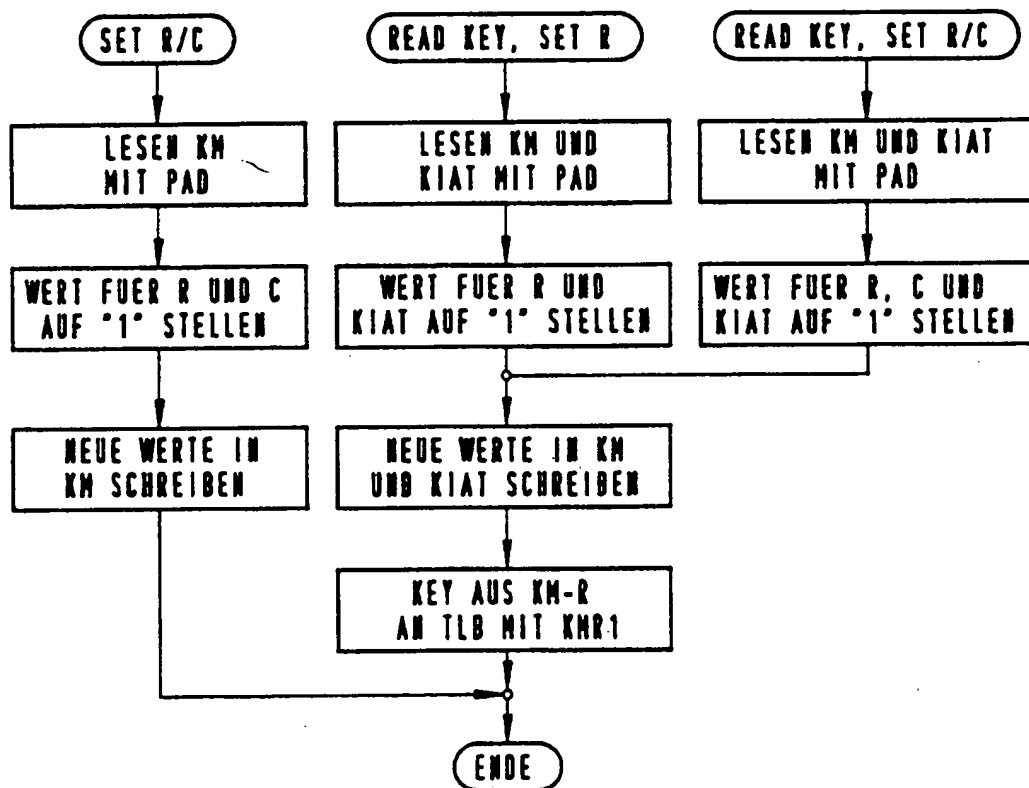 SET R/C
READ KEY, SET R
READ KEY, SET R/C
LESEN KM
MIT PAD
LESEN KM UND
KIAT MIT PAD
LESEN KM UND KIAT
MIT PAD
WERT FUER R UND C
AUF "1" STELLEN
WERT FUER R UND
KIAT AUF "1" STELLEN
WERT FUER R, C UND
KIAT AUF "1" STELLEN
NEUE WERTE IN
KM SCHREIBEN
NEUE WERTE IN KM
UND KIAT SCHREIBEN
KEY AUS KM-R
AN TLB MIT KMR1
ENDE